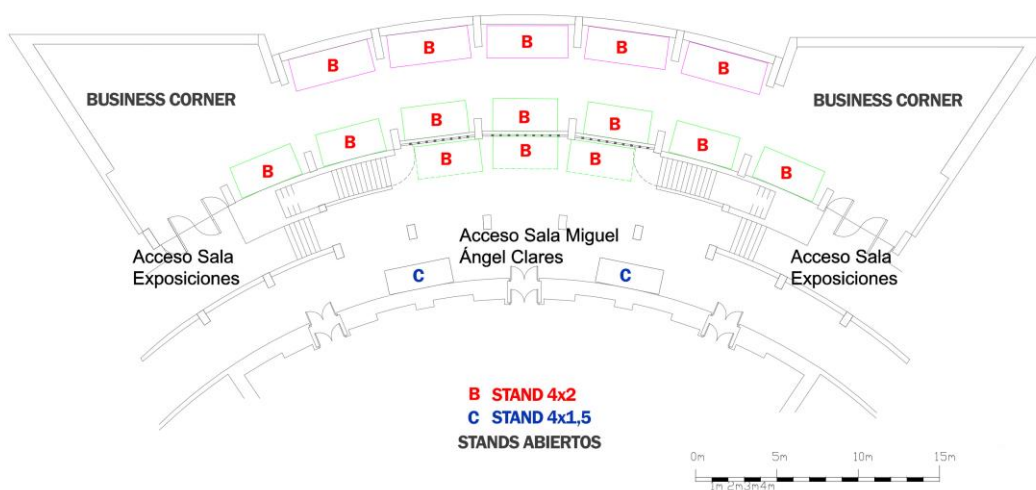 B B B B B
BUSINESS CORNER
BUSINESS CORNER
B B B B B B B
B B B
Acceso Sala
Exposiciones
Acceso Sala Miguel
Ángel Clares
Acceso Sala
Exposiciones
C C
B STAND 4x2
C STAND 4x1,5
STANDS ABIERTOS
0m 5m 10m 15m
1m 2m 3m 4m